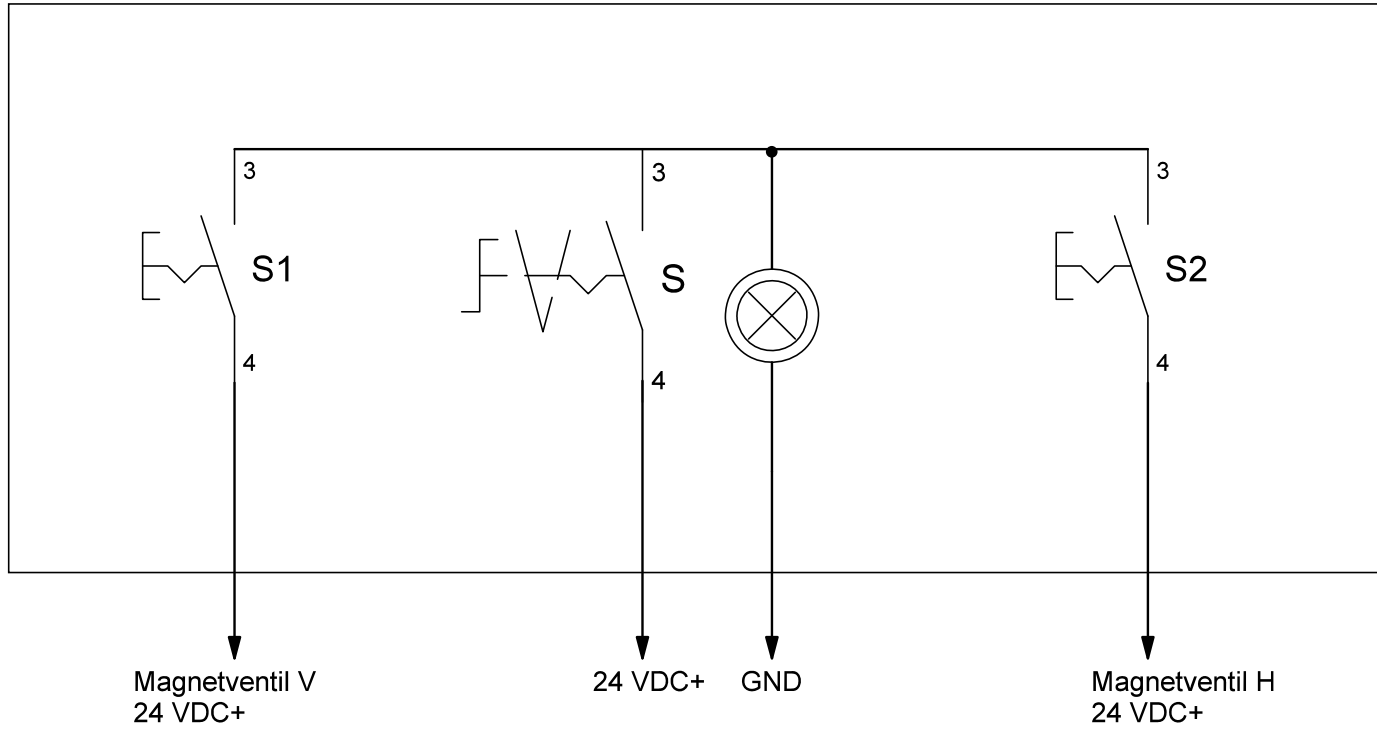 3
3
3
S1
S
S2
4
4
4
Magnetventil V
24 VDC+
24 VDC+
GND
Magnetventil H
24 VDC+